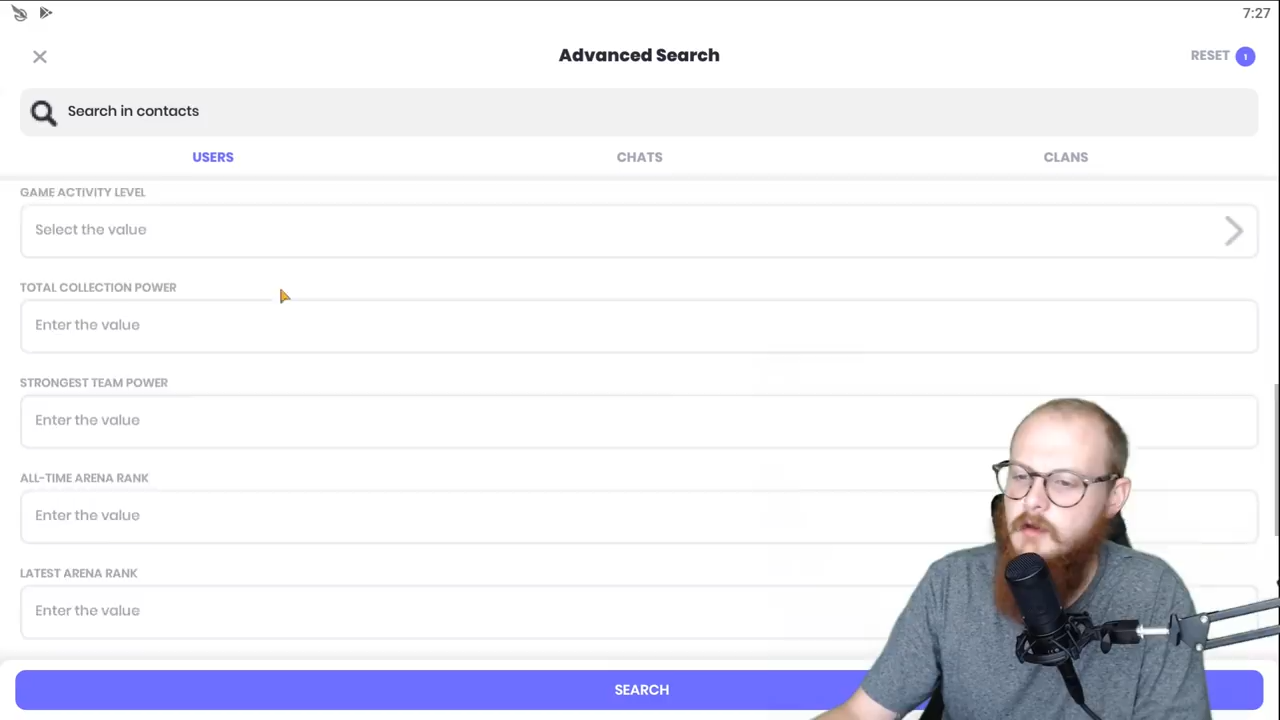 7:27
Advanced Search
RESET 1
Search in contacts
USERS CHATS CLANS
GAME ACTIVITY LEVEL
Select the value
TOTAL COLLECTION POWER
Enter the value
STRONGEST TEAM POWER
Enter the value
ALL-TIME ARENA RANK
Enter the value
LATEST ARENA RANK
Enter the value
SEARCH